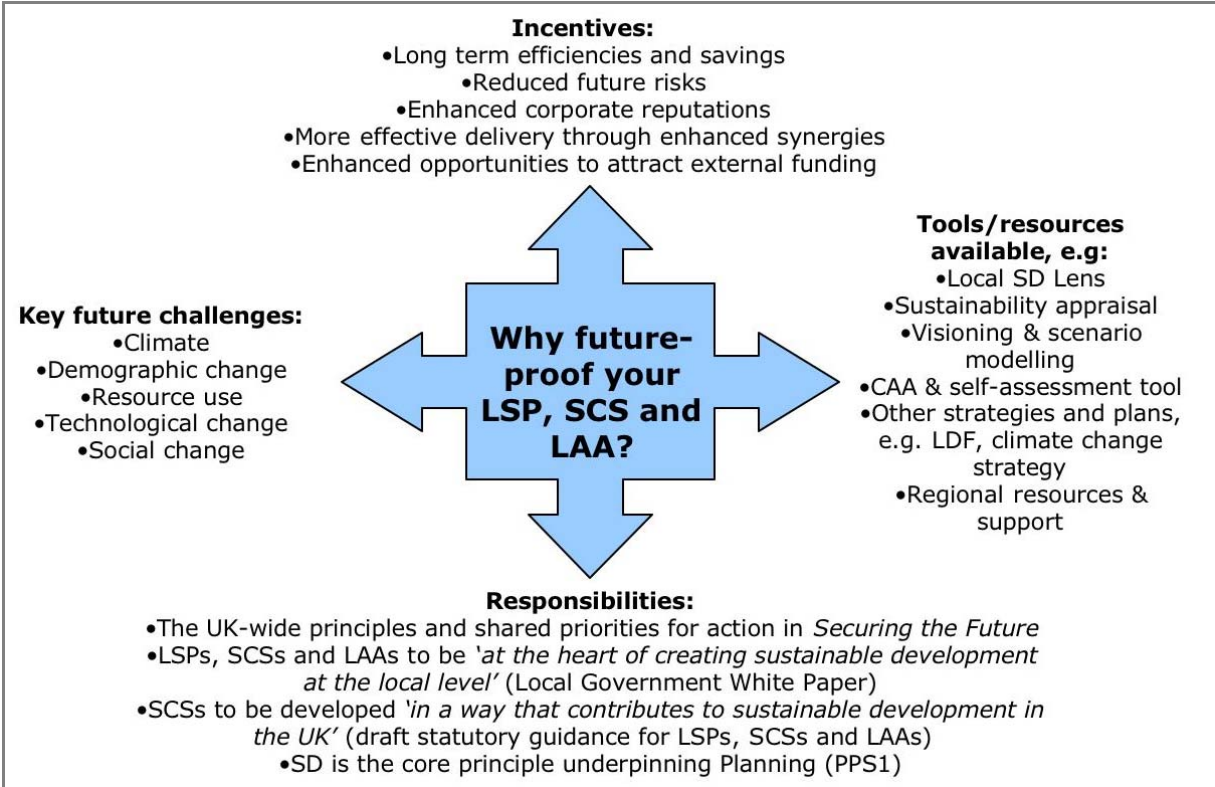 Incentives:
•Long term efficiencies and savings
•Reduced future risks
•Enhanced corporate reputations
•More effective delivery through enhanced synergies
•Enhanced opportunities to attract external funding
Key future challenges:
•Climate
•Demographic change
•Resource use
•Technological change
•Social change
Why future-
proof your
LSP, SCS and
LAA?
Tools/resources
available, e.g:
•Local SD Lens
•Sustainability appraisal
•Visioning & scenario
modelling
•CAA & self-assessment tool
•Other strategies and plans,
e.g. LDF, climate change
strategy
•Regional resources &
support
Responsibilities:
•The UK-wide principles and shared priorities for action in Securing the Future
•LSPs, SCSs and LAAs to be ‘at the heart of creating sustainable development
at the local level’ (Local Government White Paper)
•SCSs to be developed ‘in a way that contributes to sustainable development in
the UK’ (draft statutory guidance for LSPs, SCSs and LAAs)
•SD is the core principle underpinning Planning (PPS1)